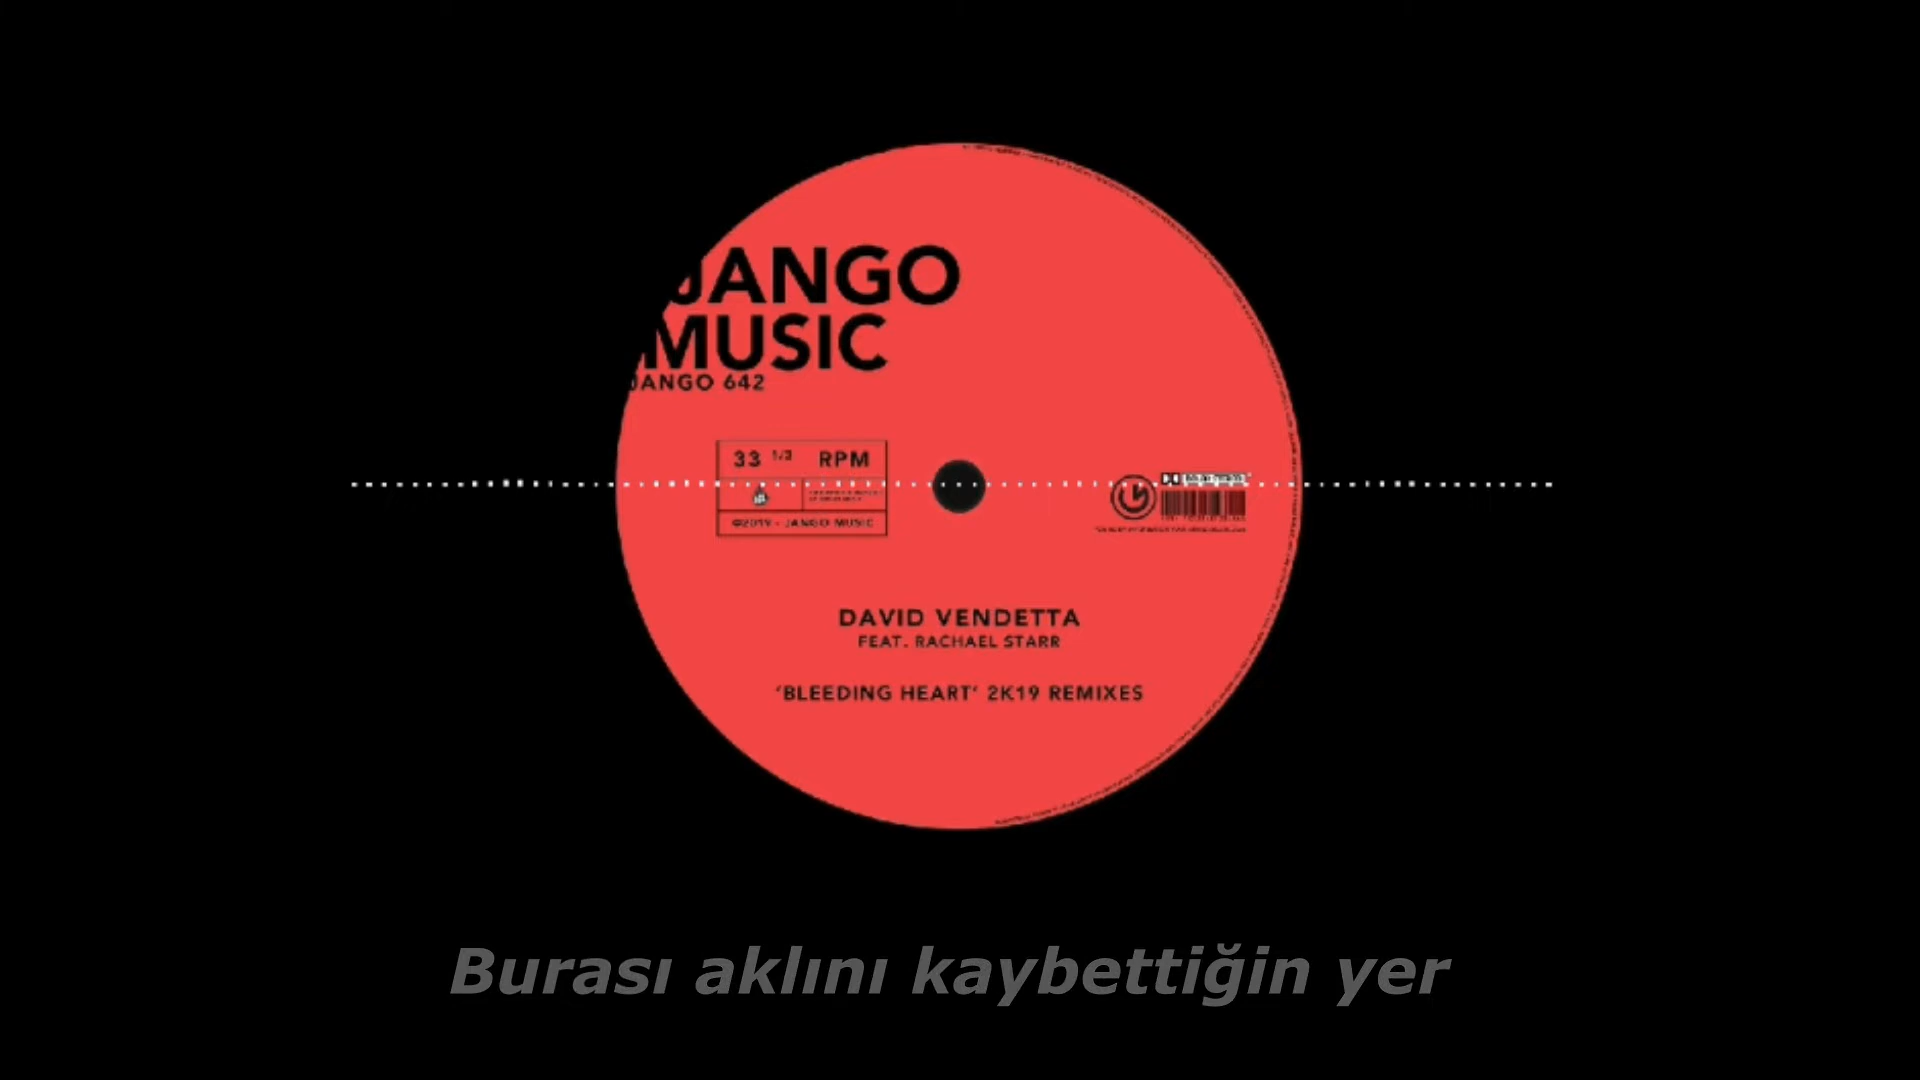 JANGO
MUSIC
JANGO 642
33 1/3 RPM
©2019 - JANGO MUSIC
DAVID VENDETTA
FEAT. RACHAEL STARR
‘BLEEDING HEART’ 2K19 REMIXES
Burası aklını kaybettiğin yer